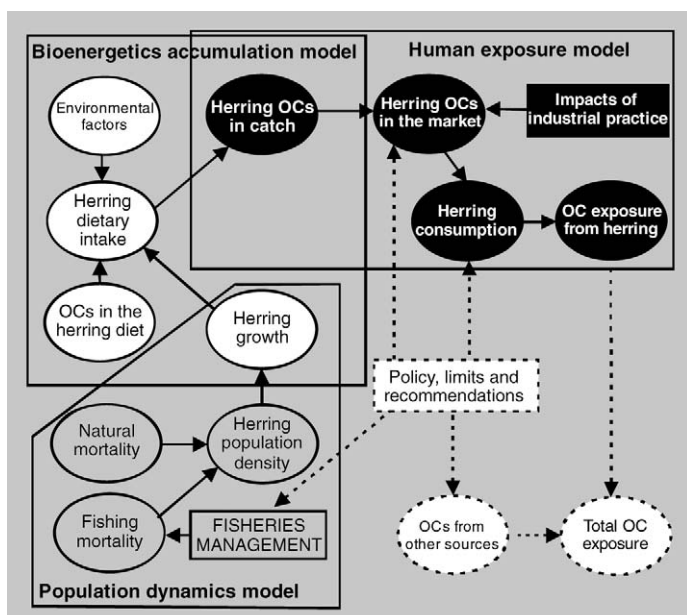 Bioenergetics accumulation model
Human exposure model
Environmental
factors
Herring OCs
in catch
Herring OCs
in the market
Impacts of
industrial practice
Herring
dietary
intake
Herring
consumption
OC exposure
from herring
OCs in the
herring diet
Herring
growth
Policy, limits and
recommendations
Natural
mortality
Herring
population
density
Fishing
mortality
FISHERIES
MANAGEMENT
OCs from
other sources
Total OC
exposure
Population dynamics model